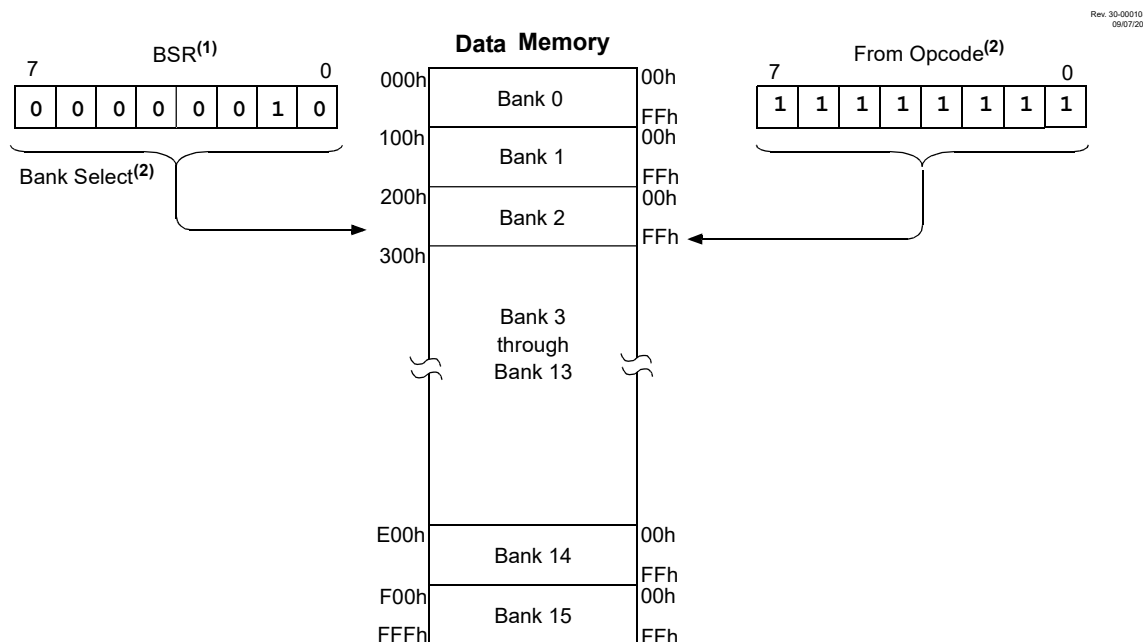 Rev. 30-00010
09/07/20
Data Memory
BSR(1)
7 0
0 0 0 0 0 0 1 0
Bank Select(2)
From Opcode(2)
7 0
1 1 1 1 1 1 1 1
000h Bank 0 00h
FFh
100h Bank 1 00h
FFh
200h Bank 2 00h
FFh
300h
Bank 3
through
Bank 13
E00h Bank 14 00h
FFh
F00h Bank 15 00h
FFFh FFh